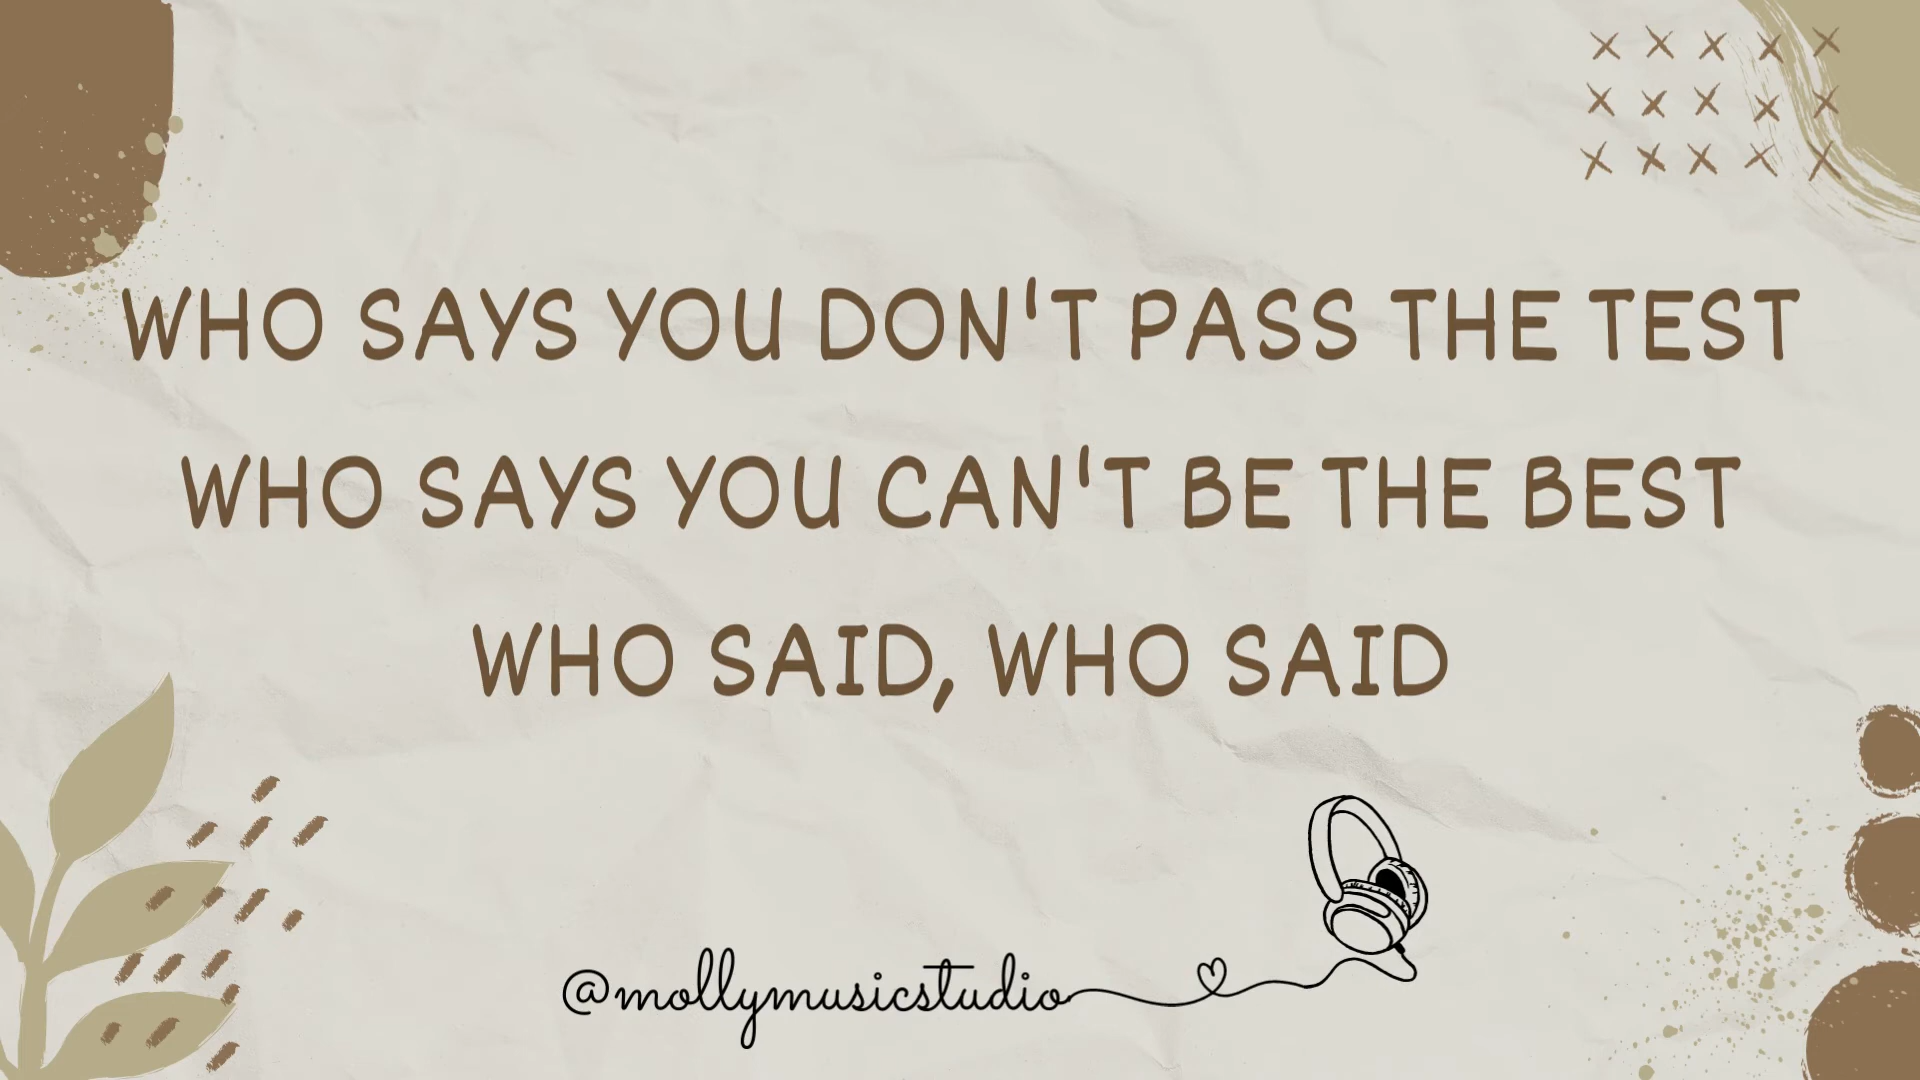 WHO SAYS YOU DON'T PASS THE TEST
WHO SAYS YOU CAN'T BE THE BEST
WHO SAID, WHO SAID
@mollymusicstudio